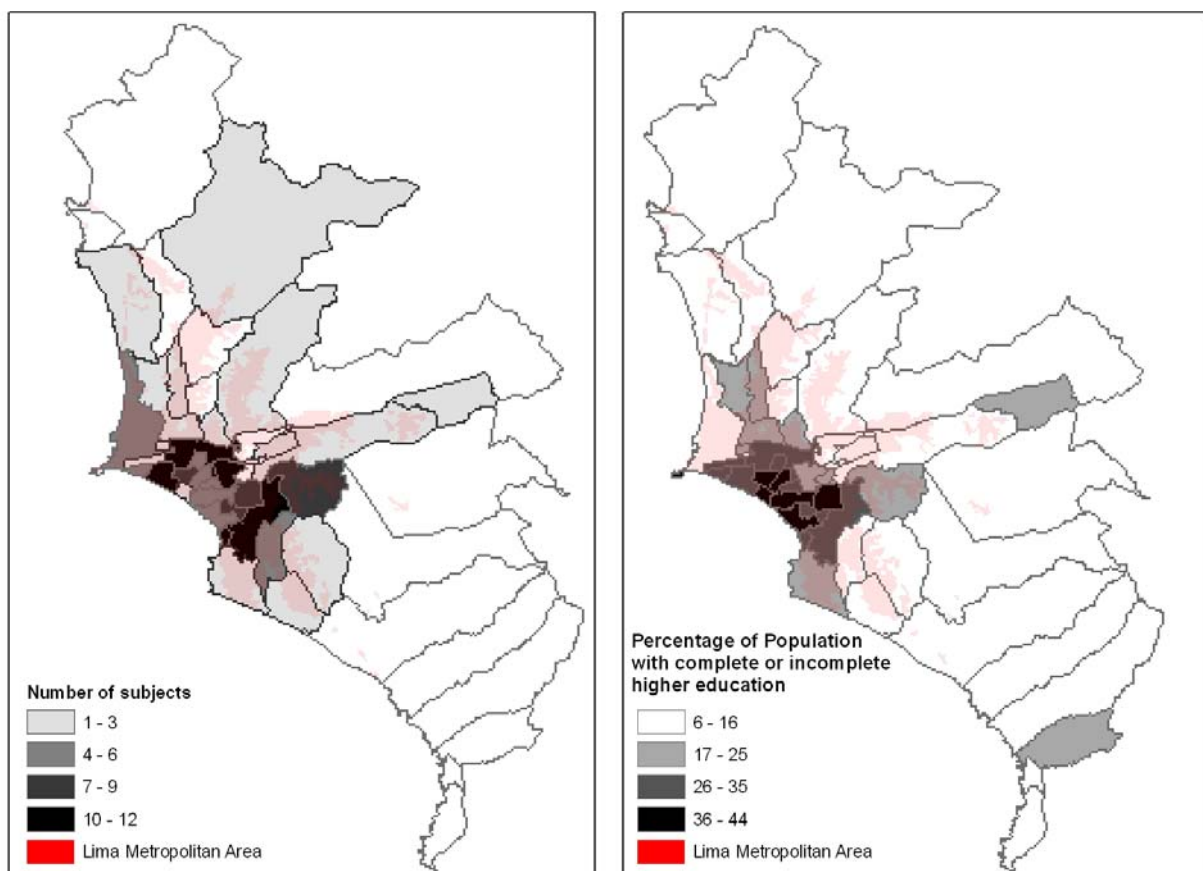 Number of subjects
1 - 3
4 - 6
7 - 9
10 - 12
Lima Metropolitan Area
Percentage of Population
with complete or incomplete
higher education
6 - 16
17 - 25
26 - 35
36 - 44
Lima Metropolitan Area